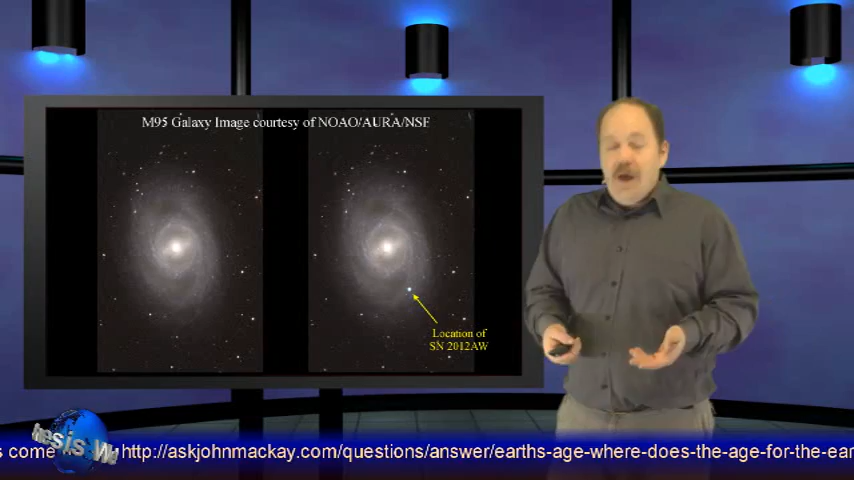 M95 Galaxy Image courtesy of NOAO/AURA/NSF
Location of
SN 2012AW
s come http://askjohnmackay.com/questions/answer/earths-age-where-does-the-age-for-the-ear